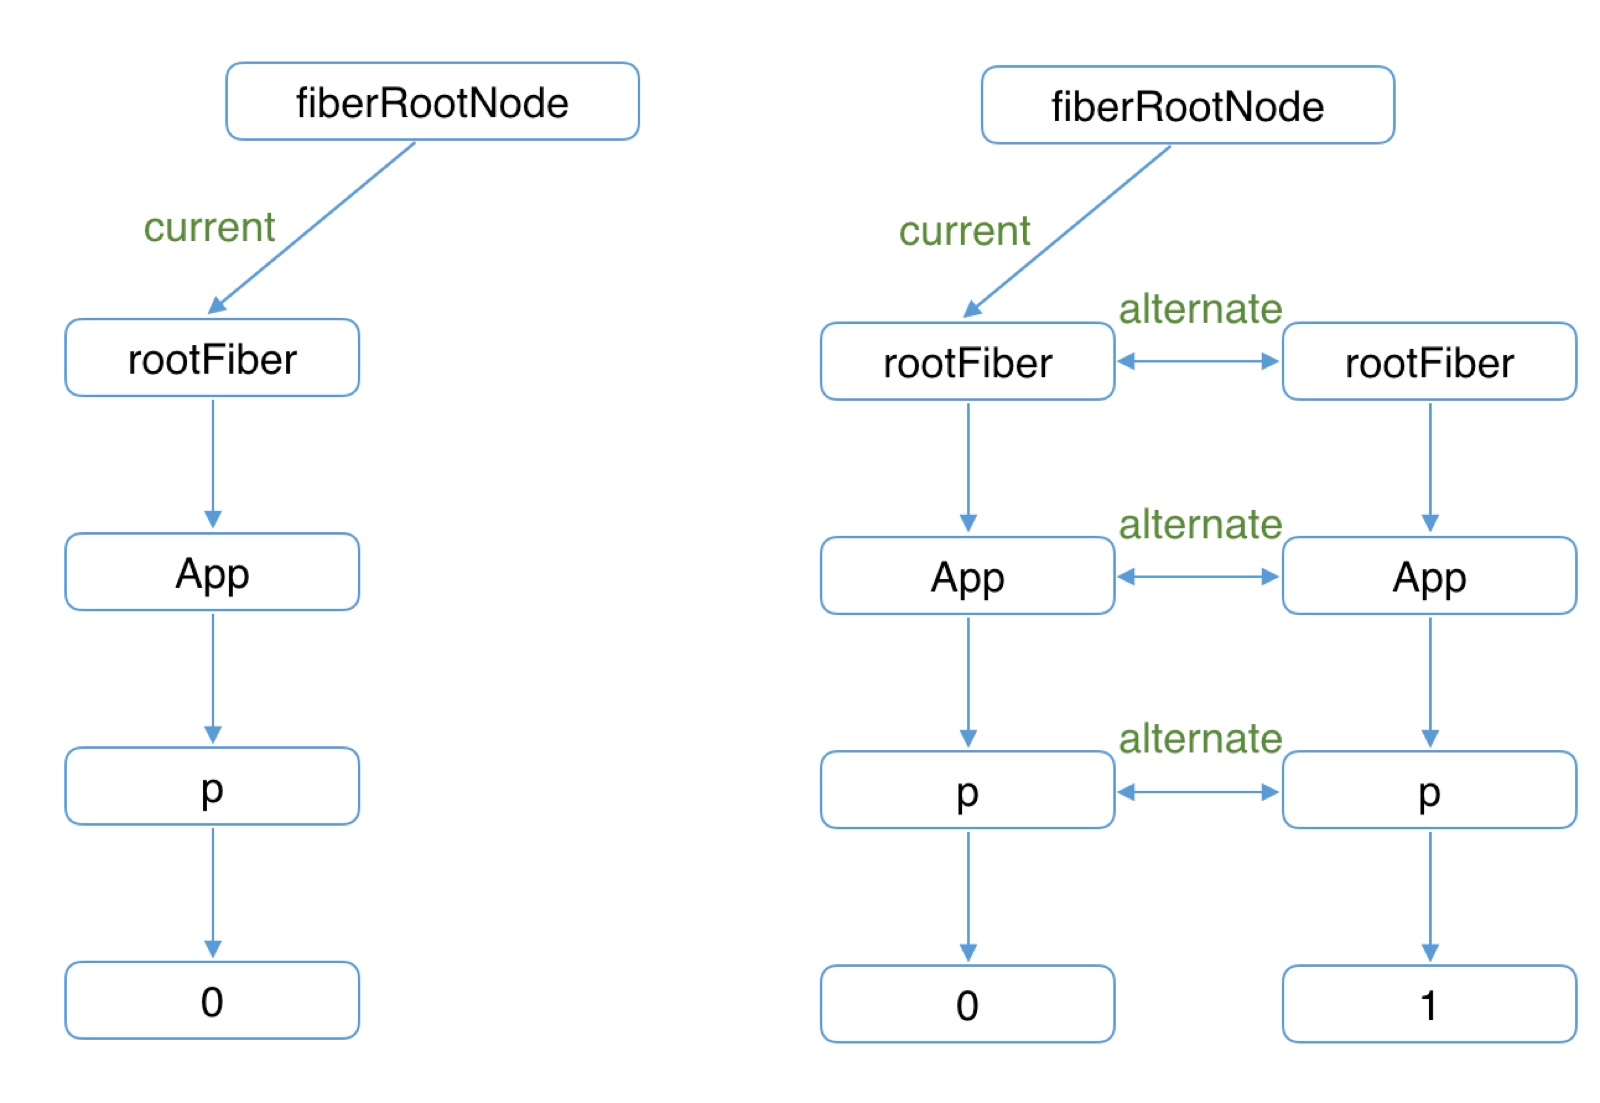 fiberRootNode
current
rootFiber
App
p
0
fiberRootNode
current
alternate
rootFiber
rootFiber
alternate
App
App
alternate
p
p
0
1